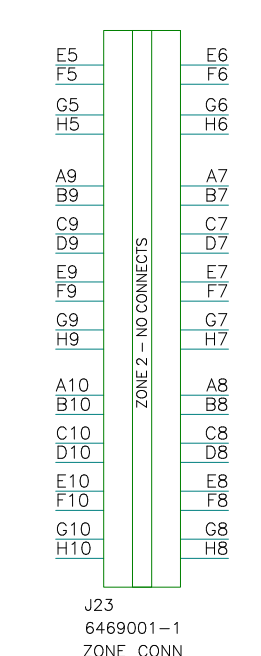 E5 E6
F5 F6
G5 G6
H5 H6
A9 A7
B9 B7
C9 C7
D9 D7
E9 E7
F9 F7
G9 G7
H9 H7
A10 A8
B10 B8
C10 C8
D10 D8
E10 E8
F10 F8
G10 G8
H10 H8
ZONE 2 - NO CONNECTS
J23
6469001-1
ZONE CONN